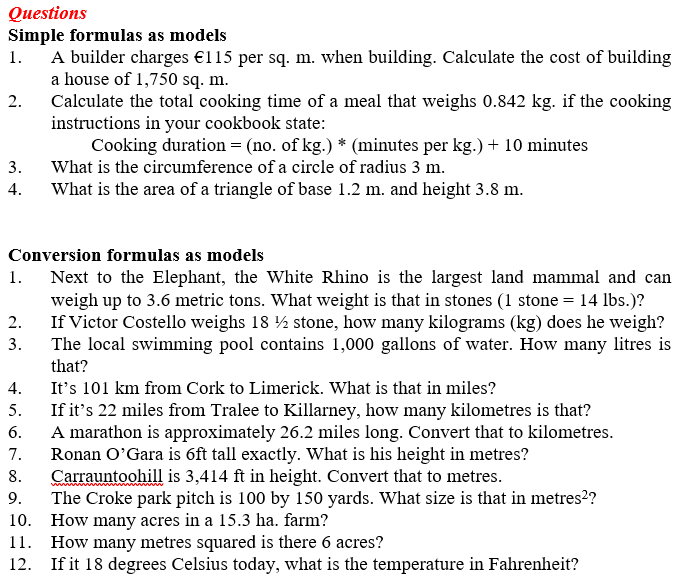 Questions
Simple formulas as models
1. A builder charges €115 per sq. m. when building. Calculate the cost of building
a house of 1,750 sq. m.
2. Calculate the total cooking time of a meal that weighs 0.842 kg. if the cooking
instructions in your cookbook state:
Cooking duration = (no. of kg.) * (minutes per kg.) + 10 minutes
3. What is the circumference of a circle of radius 3 m.
4. What is the area of a triangle of base 1.2 m. and height 3.8 m.
Conversion formulas as models
1. Next to the Elephant, the White Rhino is the largest land mammal and can
weigh up to 3.6 metric tons. What weight is that in stones (1 stone = 14 lbs.)?
2. If Victor Costello weighs 18 ½ stone, how many kilograms (kg) does he weigh?
3. The local swimming pool contains 1,000 gallons of water. How many litres is
that?
4. It’s 101 km from Cork to Limerick. What is that in miles?
5. If it’s 22 miles from Tralee to Killarney, how many kilometres is that?
6. A marathon is approximately 26.2 miles long. Convert that to kilometres.
7. Ronan O’Gara is 6ft tall exactly. What is his height in metres?
8. Carrauntoohill is 3,414 ft in height. Convert that to metres.
9. The Croke park pitch is 100 by 150 yards. What size is that in metres²?
10. How many acres in a 15.3 ha. farm?
11. How many metres squared is there 6 acres?
12. If it 18 degrees Celsius today, what is the temperature in Fahrenheit?